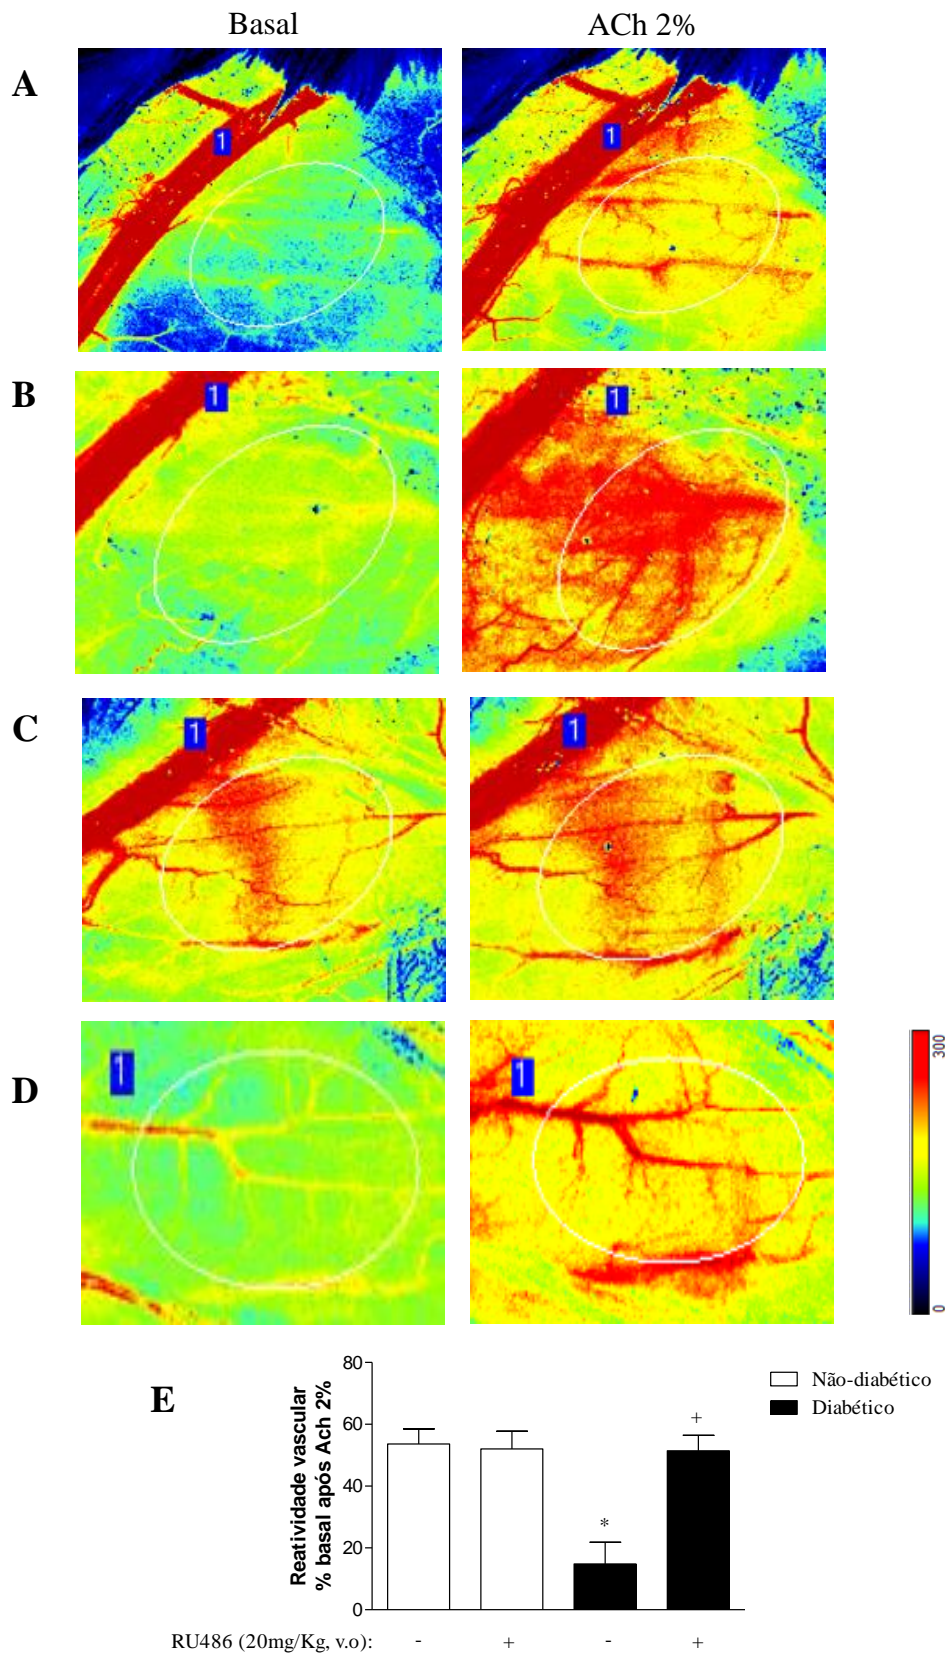 Basal ACh 2%
A
1 1
B
1 1
C
1 1
D
1 1
300
0
E
Reatividade vascular
% basal após Ach 2%
80
60
40
20
0
*
+
Não-diabético
Diabético
RU486 (20mg/Kg, v.o): - + - +